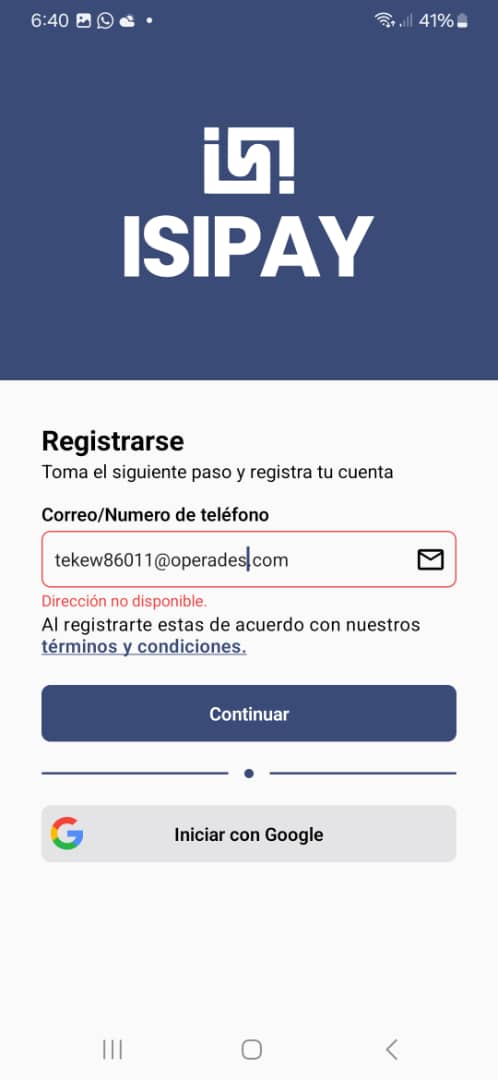 6:40
41%
ISIPAY
Registrarse
Toma el siguiente paso y registra tu cuenta
Correo/Numero de teléfono
tekew86011@operades.com
Dirección no disponible.
Al registrarte estas de acuerdo con nuestros
términos y condiciones.
Continuar
Iniciar con Google